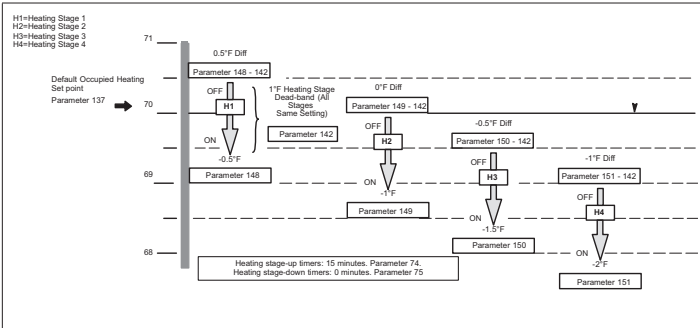 H1=Heating Stage 1
H2=Heating Stage 2
H3=Heating Stage 3
H4=Heating Stage 4
71
0.5°F Diff
Parameter 148 - 142
Default Occupied Heating
Set point
Parameter 137
70
OFF
H1
ON
-0.5°F
Parameter 148
1°F Heating Stage
Dead-band (All
Stages
Same Setting)
Parameter 142
0°F Diff
Parameter 149 - 142
OFF
H2
ON
-1°F
Parameter 149
-0.5°F Diff
Parameter 150 - 142
OFF
H3
ON
-1.5°F
Parameter 150
-1°F Diff
Parameter 151 - 142
OFF
H4
ON
-2°F
Parameter 151
69
68
Heating stage-up timers: 15 minutes. Parameter 74.
Heating stage-down timers: 0 minutes. Parameter 75